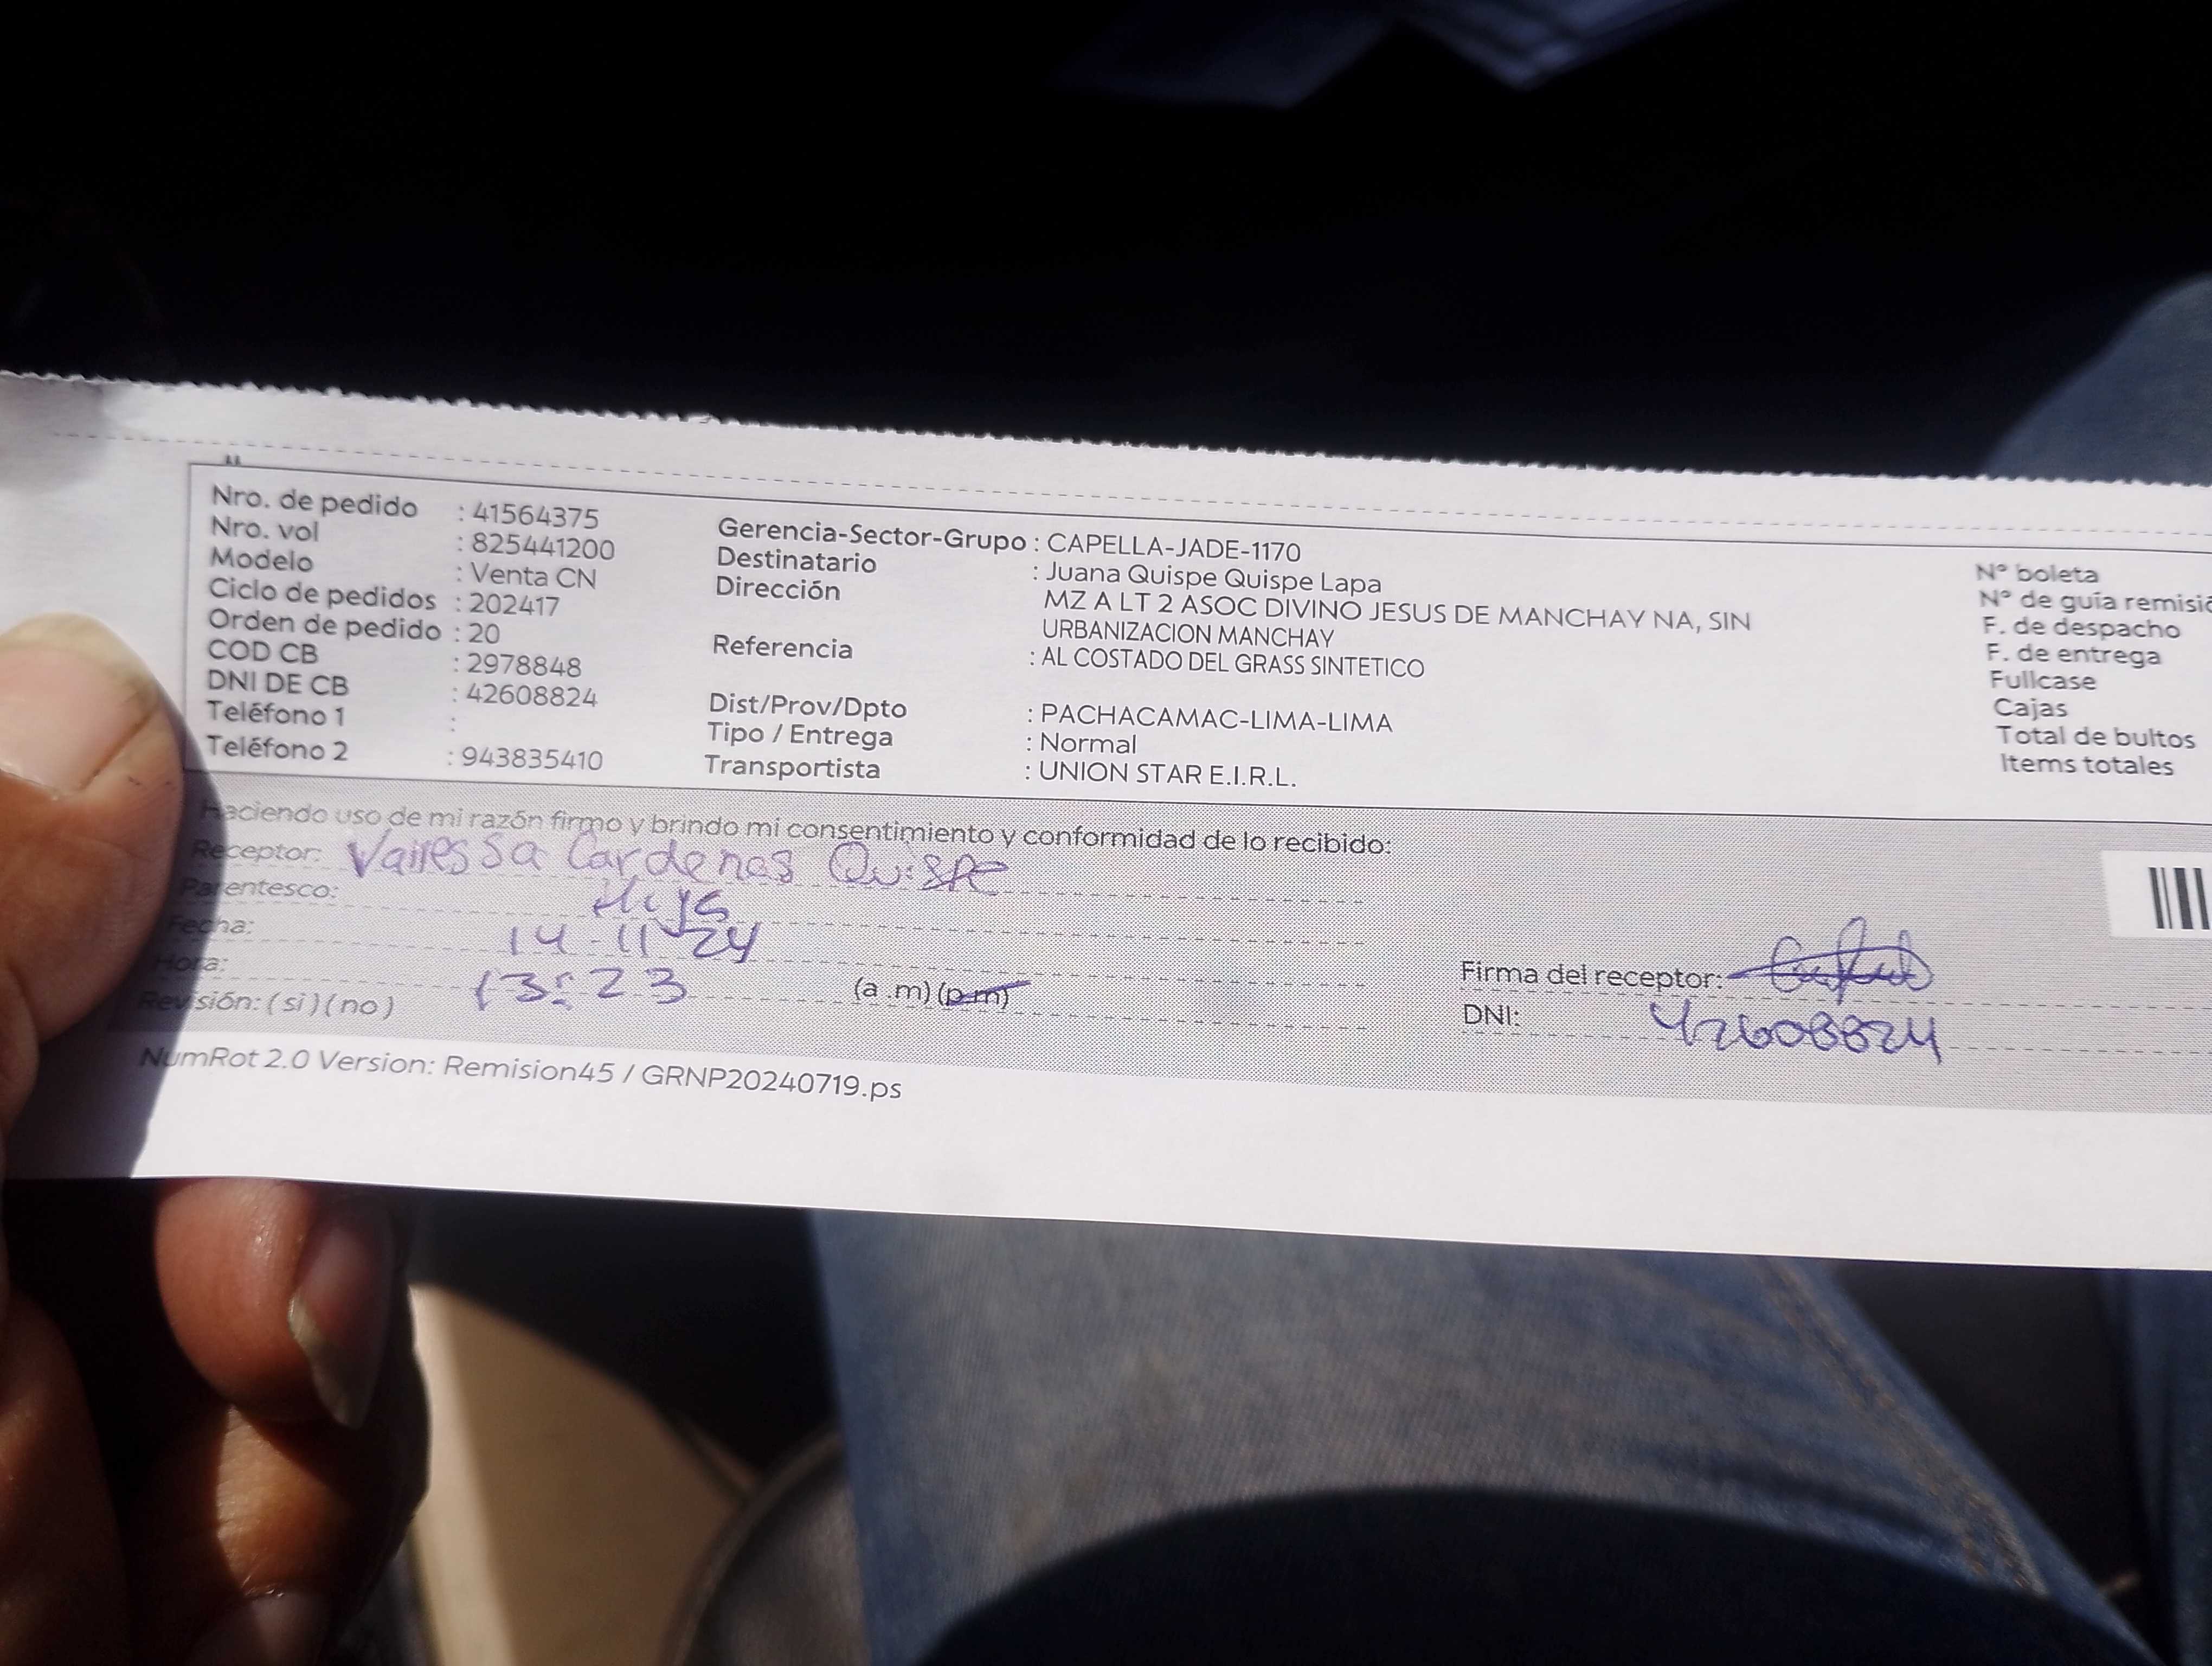 Nro. de pedido : 41564375
Nro. vol : 825441200
Modelo : Venta CN
Ciclo de pedidos : 202417
Orden de pedido : 20
COD CB : 2978848
DNI DE CB : 42608824
Teléfono 1 :
Teléfono 2 : 943835410
Gerencia-Sector-Grupo : CAPELLA-JADE-1170
Destinatario : Juana Quispe Quispe Lapa
Dirección MZ A LT 2 ASOC DIVINO JESUS DE MANCHAY NA, SIN
URBANIZACION MANCHAY
Referencia : AL COSTADO DEL GRASS SINTETICO
Dist/Prov/Dpto : PACHACAMAC-LIMA-LIMA
Tipo / Entrega : Normal
Transportista : UNION STAR E.I.R.L.
N° boleta
N° de guía remisió
F. de despacho
F. de entrega
Fullcase
Cajas
Total de bultos
Items totales
Haciendo uso de mi razón firmo y brindo mi consentimiento y conformidad de lo recibido:
Receptor: Vanessa Cardenas Quispe
Parentesco: Hija
Fecha: 14-11-24
Hora: 13:23 (a.m) (p.m)
Revisión: ( si ) ( no )
Firma del receptor:
DNI: 42608824
NumRot 2.0 Version: Remision45 / GRNP20240719.ps